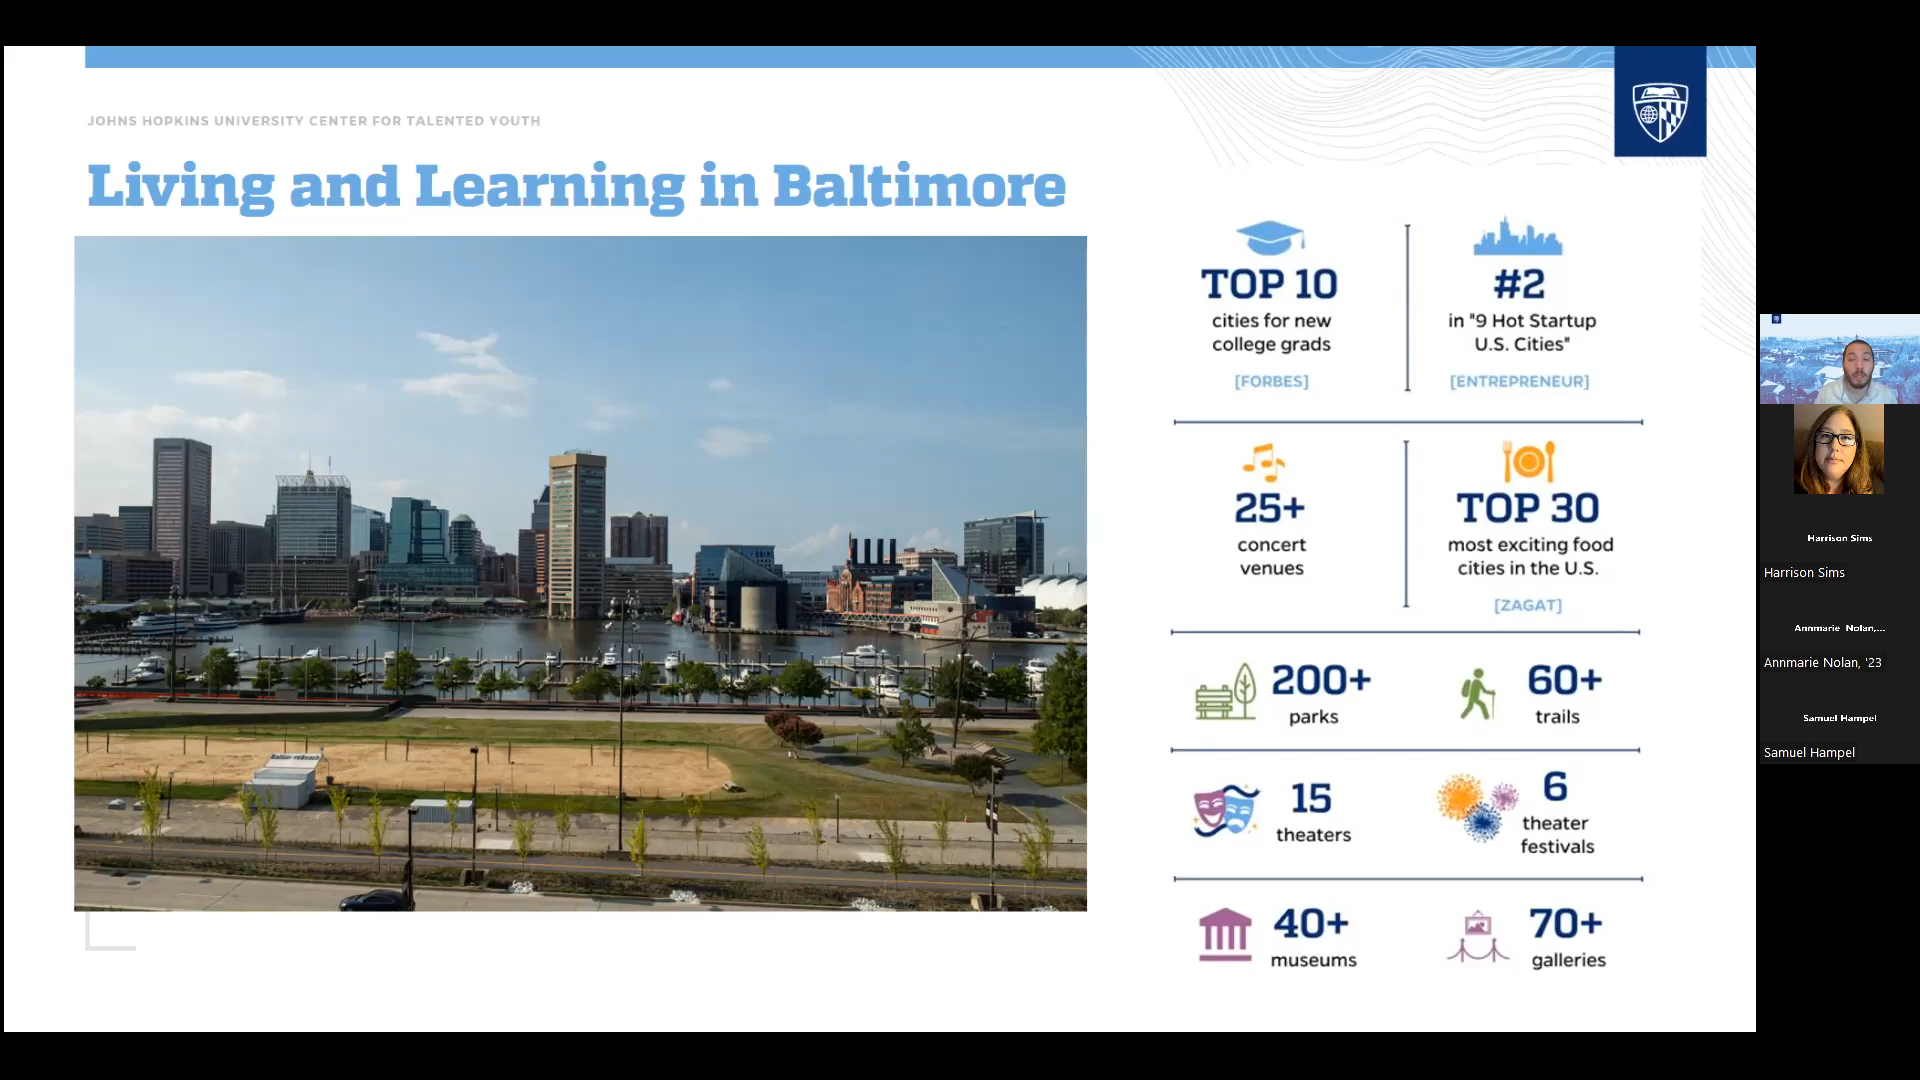 JOHNS HOPKINS UNIVERSITY CENTER FOR TALENTED YOUTH
Living and Learning in Baltimore
TOP 10
cities for new
college grads
[FORBES]
#2
in "9 Hot Startup
U.S. Cities"
[ENTREPRENEUR]
25+
concert
venues
TOP 30
most exciting food
cities in the U.S.
[ZAGAT]
200+
parks
60+
trails
15
theaters
6
theater
festivals
40+
museums
70+
galleries
Harrison Sims
Harrison Sims
Annmarie Nolan,...
Annmarie Nolan, '23
Samuel Hampel
Samuel Hampel